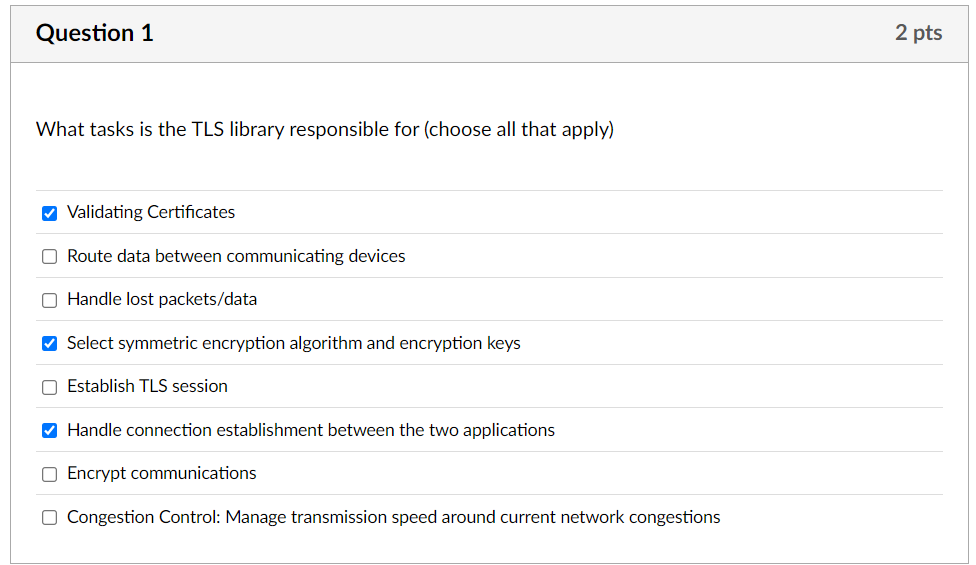 Question 1
2 pts
What tasks is the TLS library responsible for (choose all that apply)
Validating Certificates
Route data between communicating devices
Handle lost packets/data
Select symmetric encryption algorithm and encryption keys
Establish TLS session
Handle connection establishment between the two applications
Encrypt communications
Congestion Control: Manage transmission speed around current network congestions